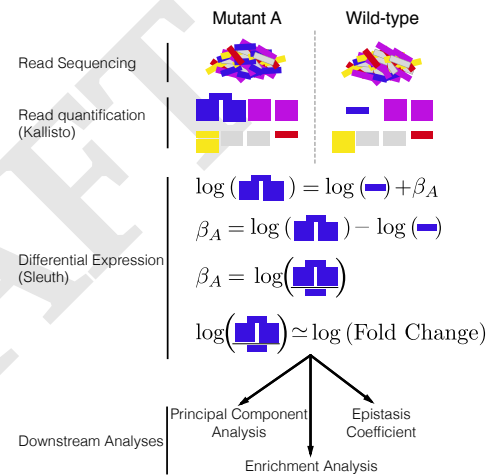 Mutant A
Wild-type
Read Sequencing
Read quantification
(Kallisto)
log ( ) = log ( ) + β_A
β_A = log ( ) − log ( )
Differential Expression
(Sleuth)
β_A = log ( )
log ( ) ≃ log (Fold Change)
Principal Component
Analysis
Epistasis
Coefficient
Downstream Analyses
Enrichment Analysis